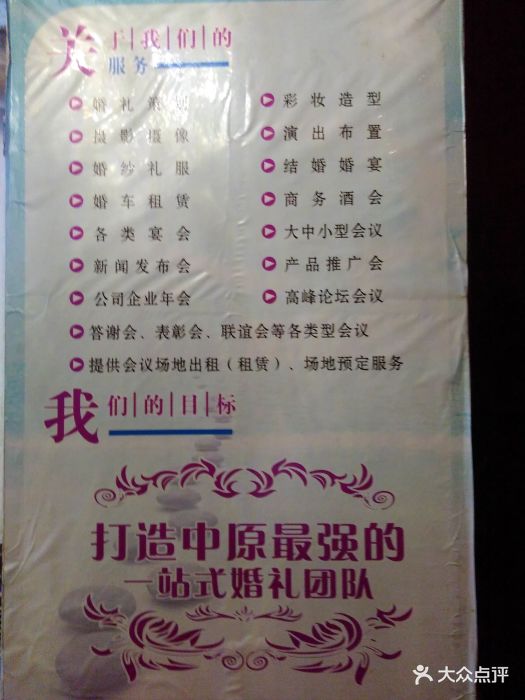 关于我们的
服务
婚礼策划
彩妆造型
摄影摄像
演出布置
婚纱礼服
结婚婚宴
婚车租赁
商务酒会
各类宴会
大中小型会议
新闻发布会
产品推广会
公司企业年会
高峰论坛会议
答谢会、表彰会、联谊会等各类型会议
提供会议场地出租（租赁）、场地预定服务
我们的目标
打造中原最强的
一站式婚礼团队
大众点评